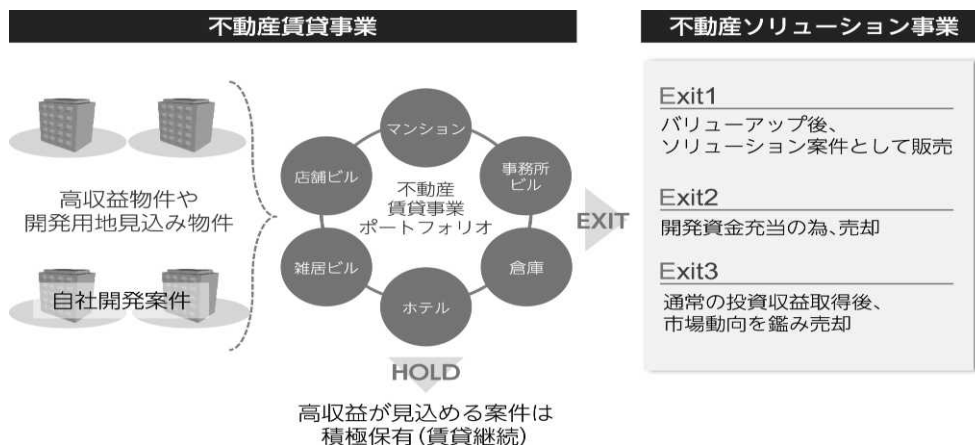 不動産賃貸事業
高収益物件や
開発用地見込み物件
自社開発案件
マンション
店舗ビル
事務所
ビル
不動産
賃貸事業
ポートフォリオ
雑居ビル
倉庫
ホテル
EXIT
HOLD
高収益が見込める案件は
積極保有(賃貸継続)
不動産ソリューション事業
Exit1
バリューアップ後、
ソリューション案件として販売
Exit2
開発資金充当の為、売却
Exit3
通常の投資収益取得後、
市場動向を鑑み売却